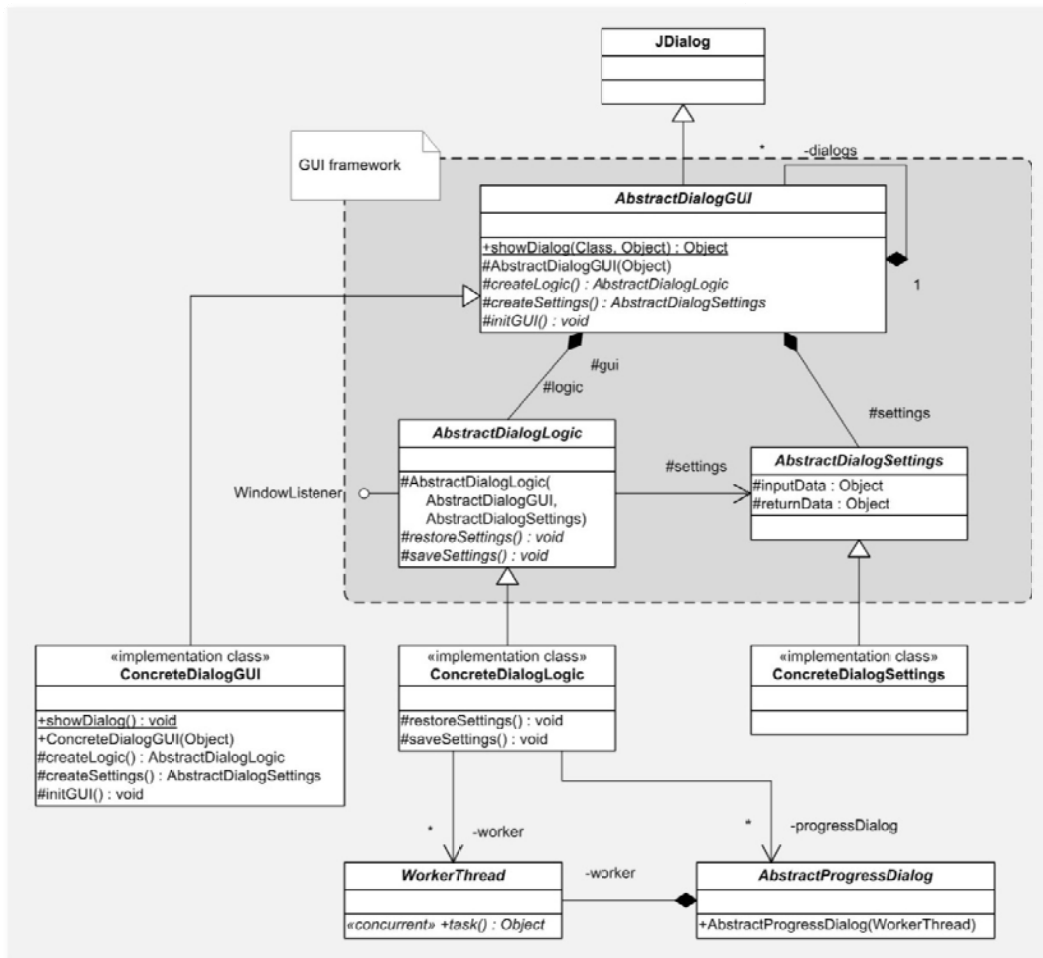 JDialog
GUI framework
* -dialogs
AbstractDialogGUI
+showDialog(Class, Object) : Object
#AbstractDialogGUI(Object)
#createLogic() : AbstractDialogLogic
#createSettings() : AbstractDialogSettings
#initGUI() : void
1
#gui
#logic
#settings
AbstractDialogLogic
#AbstractDialogLogic(
AbstractDialogGUI,
AbstractDialogSettings)
#restoreSettings() : void
#saveSettings() : void
WindowListener
#settings
AbstractDialogSettings
#inputData : Object
#returnData : Object
«implementation class»
ConcreteDialogGUI
+showDialog() : void
+ConcreteDialogGUI(Object)
#createLogic() : AbstractDialogLogic
#createSettings() : AbstractDialogSettings
#initGUI() : void
«implementation class»
ConcreteDialogLogic
#restoreSettings() : void
#saveSettings() : void
«implementation class»
ConcreteDialogSettings
* -worker
* -progressDialog
WorkerThread
«concurrent» +task() : Object
-worker
AbstractProgressDialog
+AbstractProgressDialog(WorkerThread)